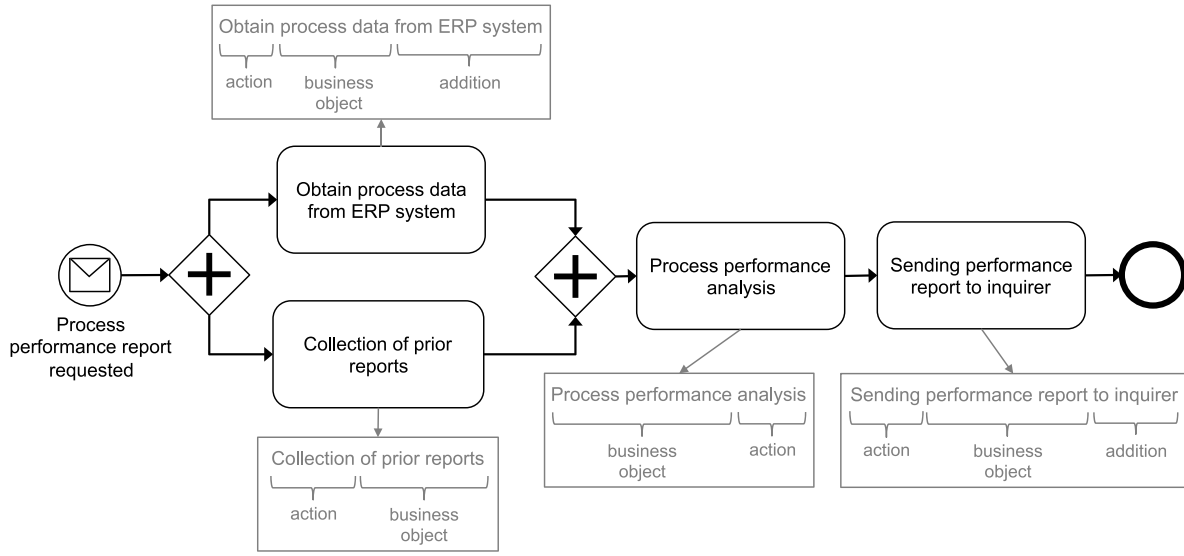 Obtain process data from ERP system
action
business
object
addition
Obtain process data
from ERP system
Process
performance report
requested
Collection of prior
reports
Process performance
analysis
Sending performance
report to inquirer
Collection of prior reports
action
business
object
Process performance analysis
business
object
action
Sending performance report to inquirer
action
business
object
addition